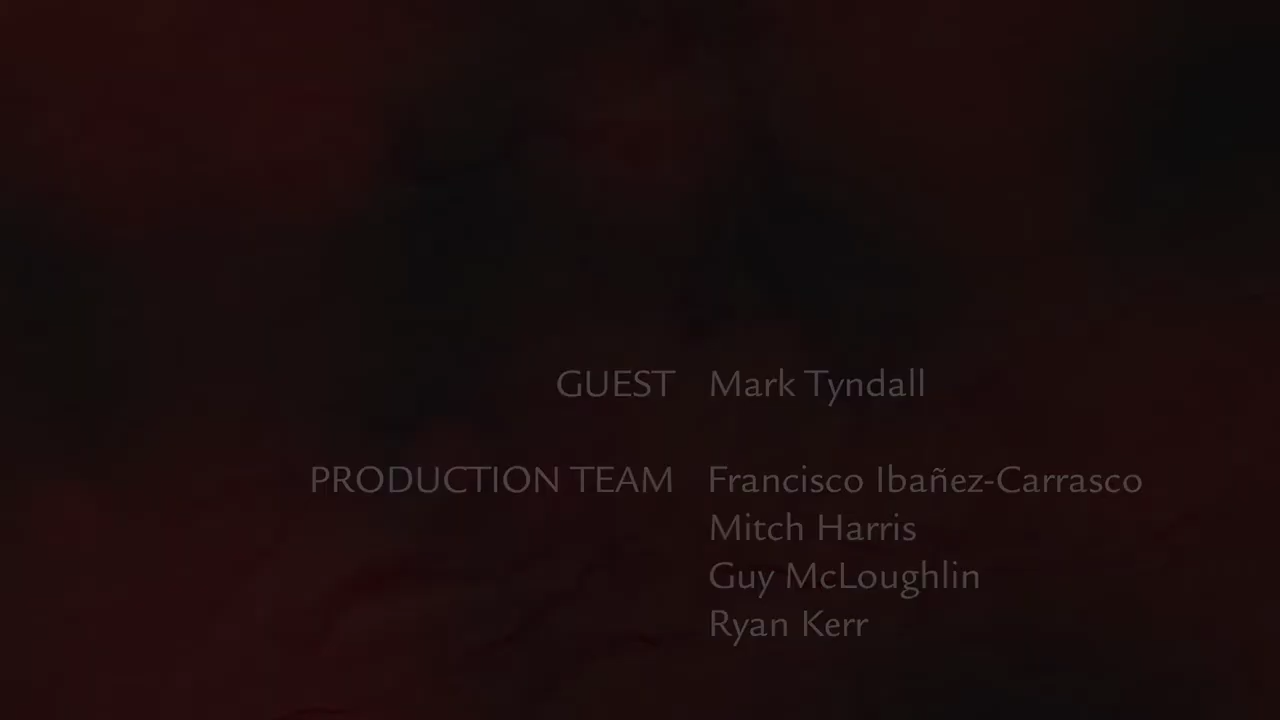 GUEST Mark Tyndall
PRODUCTION TEAM Francisco Ibañez-Carrasco
Mitch Harris
Guy McLoughlin
Ryan Kerr